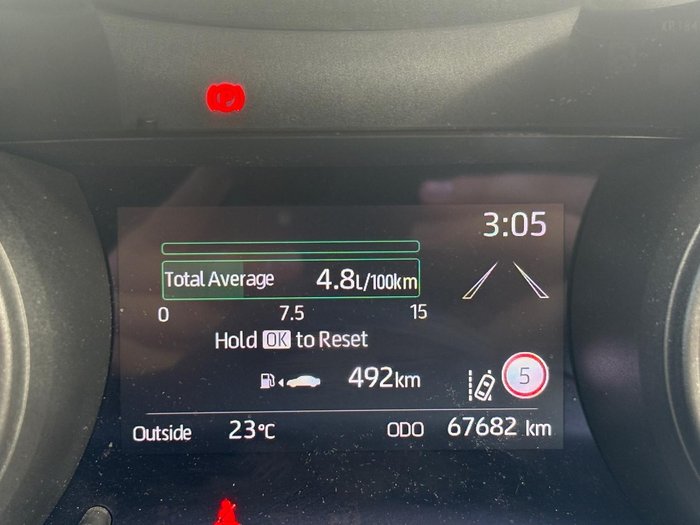 3:05
Total Average 4.8L/100km
0 7.5 15
Hold OK to Reset
492km
5
Outside 23°C ODO 67682 km